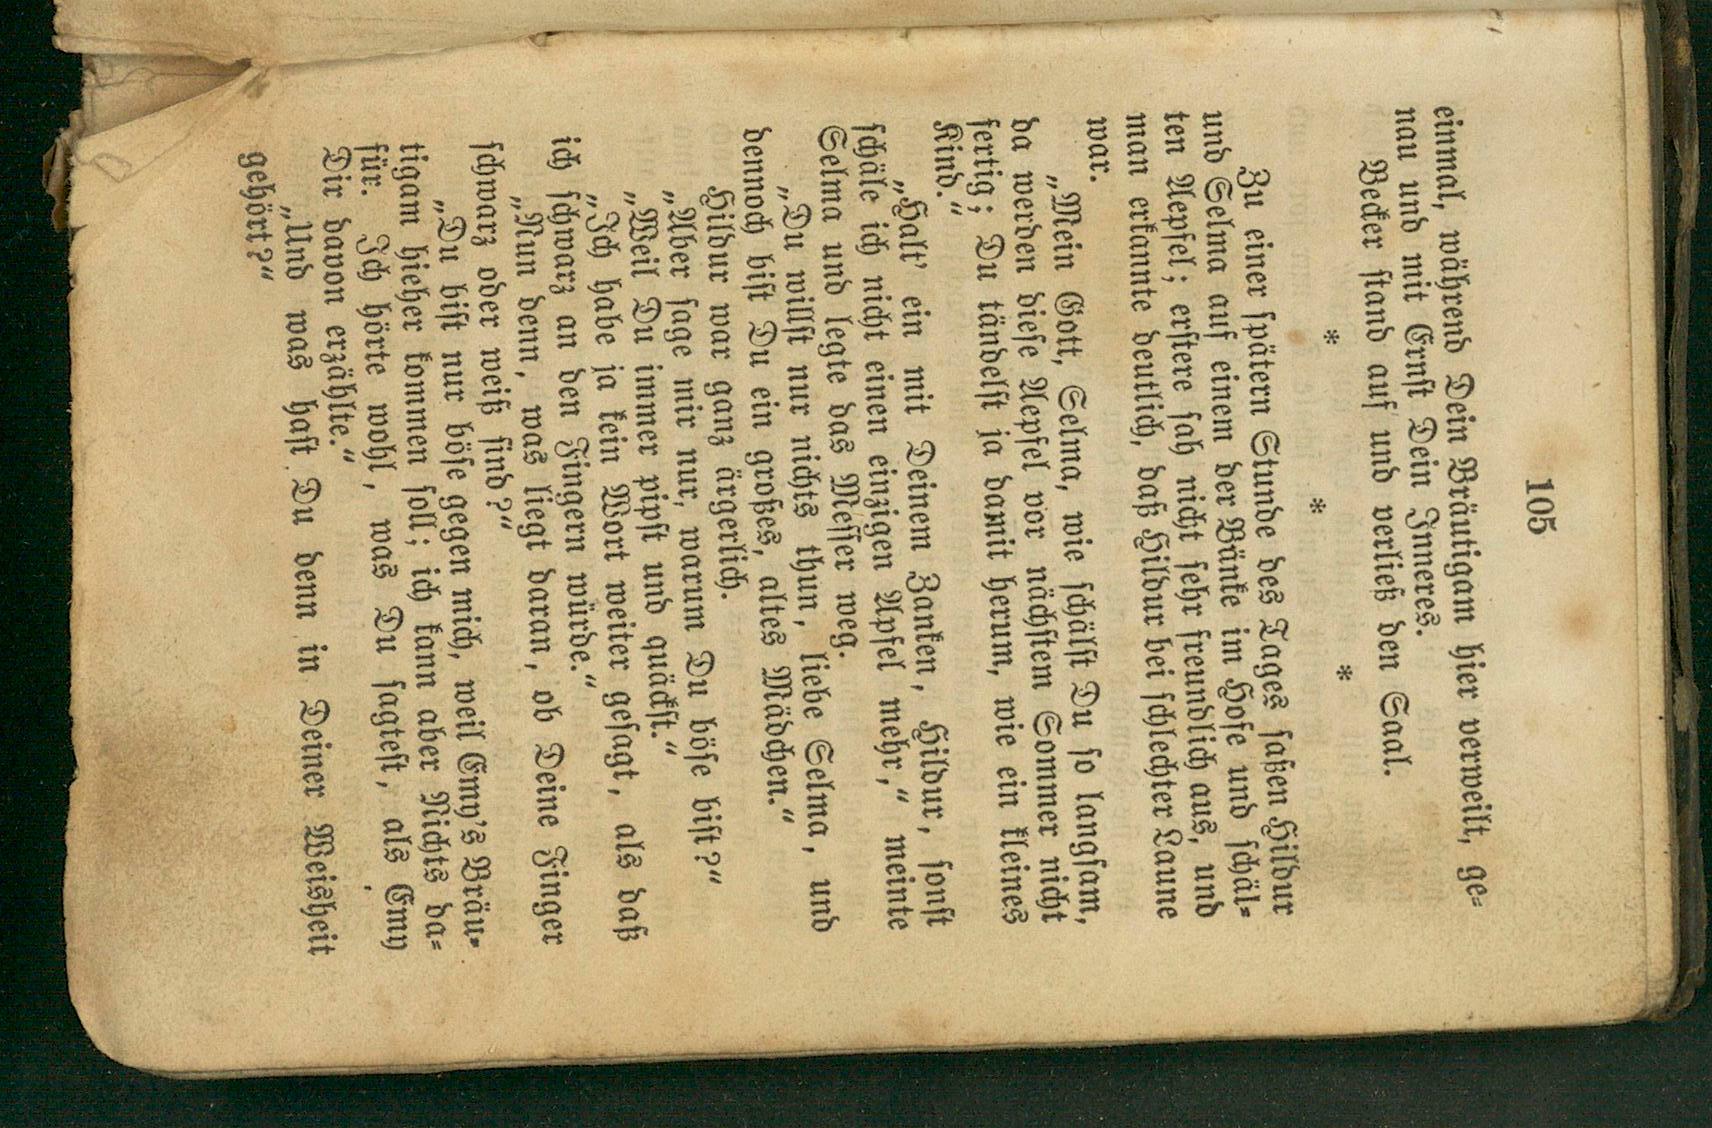 105
einmal, während Dein Bräutigam hier verweilt, ge-
nau und mit Ernst Dein Inneres.
Becker stand auf und verließ den Saal.
* * *
Zu einer spätern Stunde des Tages saßen Hildur
und Selma auf einem der Bänke im Hofe und schäl-
ten Aepfel; erstere sah nicht sehr freundlich aus, und
man erkannte deutlich, daß Hildur bei schlechter Laune
war.
„Mein Gott, Selma, wie schälst Du so langsam,
da werden diese Aepfel vor nächstem Sommer nicht
fertig; Du tändelst ja damit herum, wie ein kleines
Kind.“
„Halt' ein mit Deinem Zanken, Hildur, sonst
schäle ich nicht einen einzigen Apfel mehr,“ meinte
Selma und legte das Messer weg.
„Du willst nur nichts thun, liebe Selma, und
dennoch bist Du ein großes, altes Mädchen.“
Hildur war ganz ärgerlich.
„Aber sage mir nur, warum Du böse bist?“
„Weil Du immer pipst und quäckst.“
„Ich habe ja kein Wort weiter gesagt, als daß
ich schwarz an den Fingern würde.“
„Nun denn, was liegt daran, ob Deine Finger
schwarz oder weiß sind?“
„Du bist nur böse gegen mich, weil Emy's Bräu-
tigam hieher kommen soll; ich kann aber Nichts da-
für. Ich hörte wohl, was Du sagtest, als Emy
Dir davon erzählte.“
„Und was hast Du denn in Deiner Weisheit
gehört?“